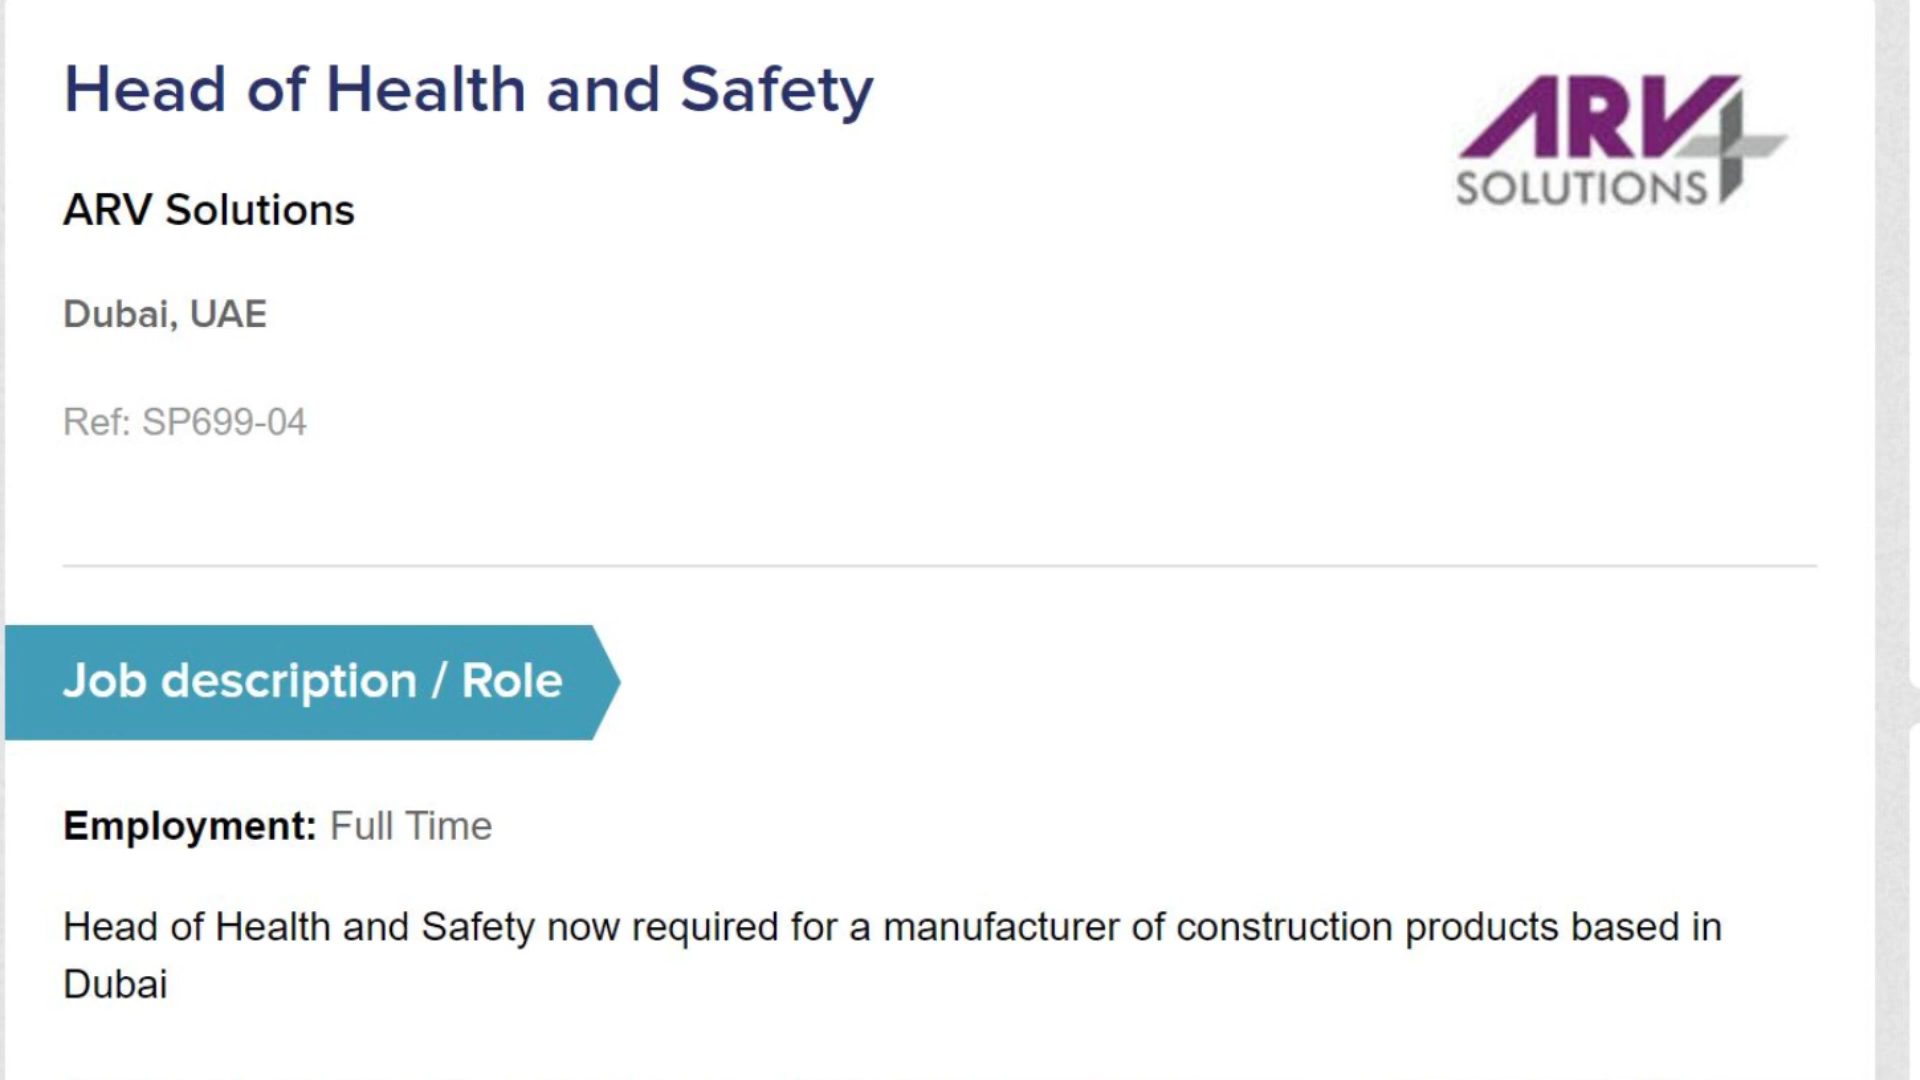 Head of Health and Safety
ARV
SOLUTIONS
ARV Solutions
Dubai, UAE
Ref: SP699-04
Job description / Role
Employment: Full Time
Head of Health and Safety now required for a manufacturer of construction products based in
Dubai